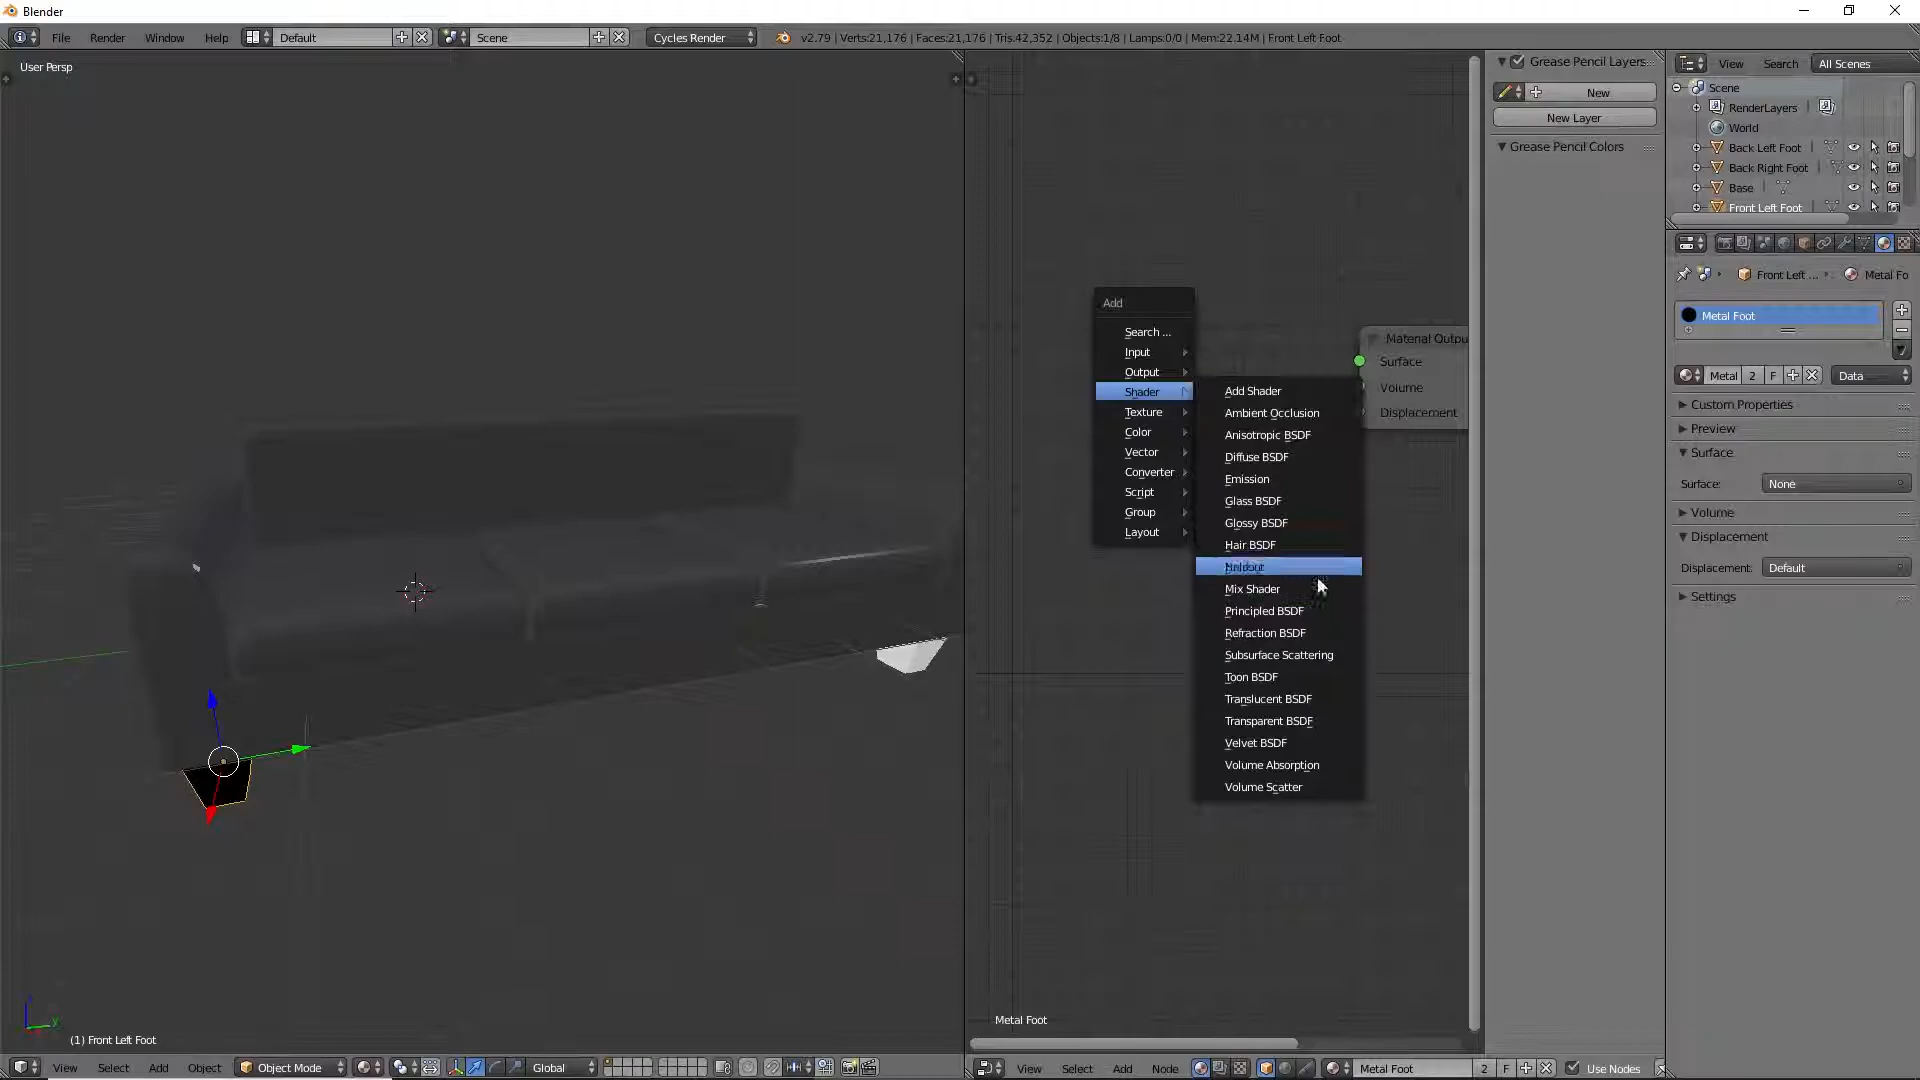 Blender
File Render Window Help Default Scene Cycles Render v2.79 | Verts:21,176 | Faces:21,176 | Tris:42,352 | Objects:1/8 | Lamps:0/0 | Mem:22.14M | Front Left Foot
User Persp
Grease Pencil Layers
New
New Layer
Grease Pencil Colors
View Search All Scenes
Scene
RenderLayers
World
Back Left Foot
Back Right Foot
Base
Front Left Foot
Front Left ... Metal Fo
Metal Foot
Metal 2 F Data
Custom Properties
Preview
Surface
Surface: None
Volume
Displacement
Displacement: Default
Settings
Add
Search ...
Input
Output
Shader
Texture
Color
Vector
Converter
Script
Group
Layout
Add Shader
Ambient Occlusion
Anisotropic BSDF
Diffuse BSDF
Emission
Glass BSDF
Glossy BSDF
Hair BSDF
Holdout
Mix Shader
Principled BSDF
Refraction BSDF
Subsurface Scattering
Toon BSDF
Translucent BSDF
Transparent BSDF
Velvet BSDF
Volume Absorption
Volume Scatter
Material Outpu
Surface
Volume
Displacement
Metal Foot
(1) Front Left Foot
View Select Add Object Object Mode Global
View Select Add Node Metal Foot 2 F Use Nodes